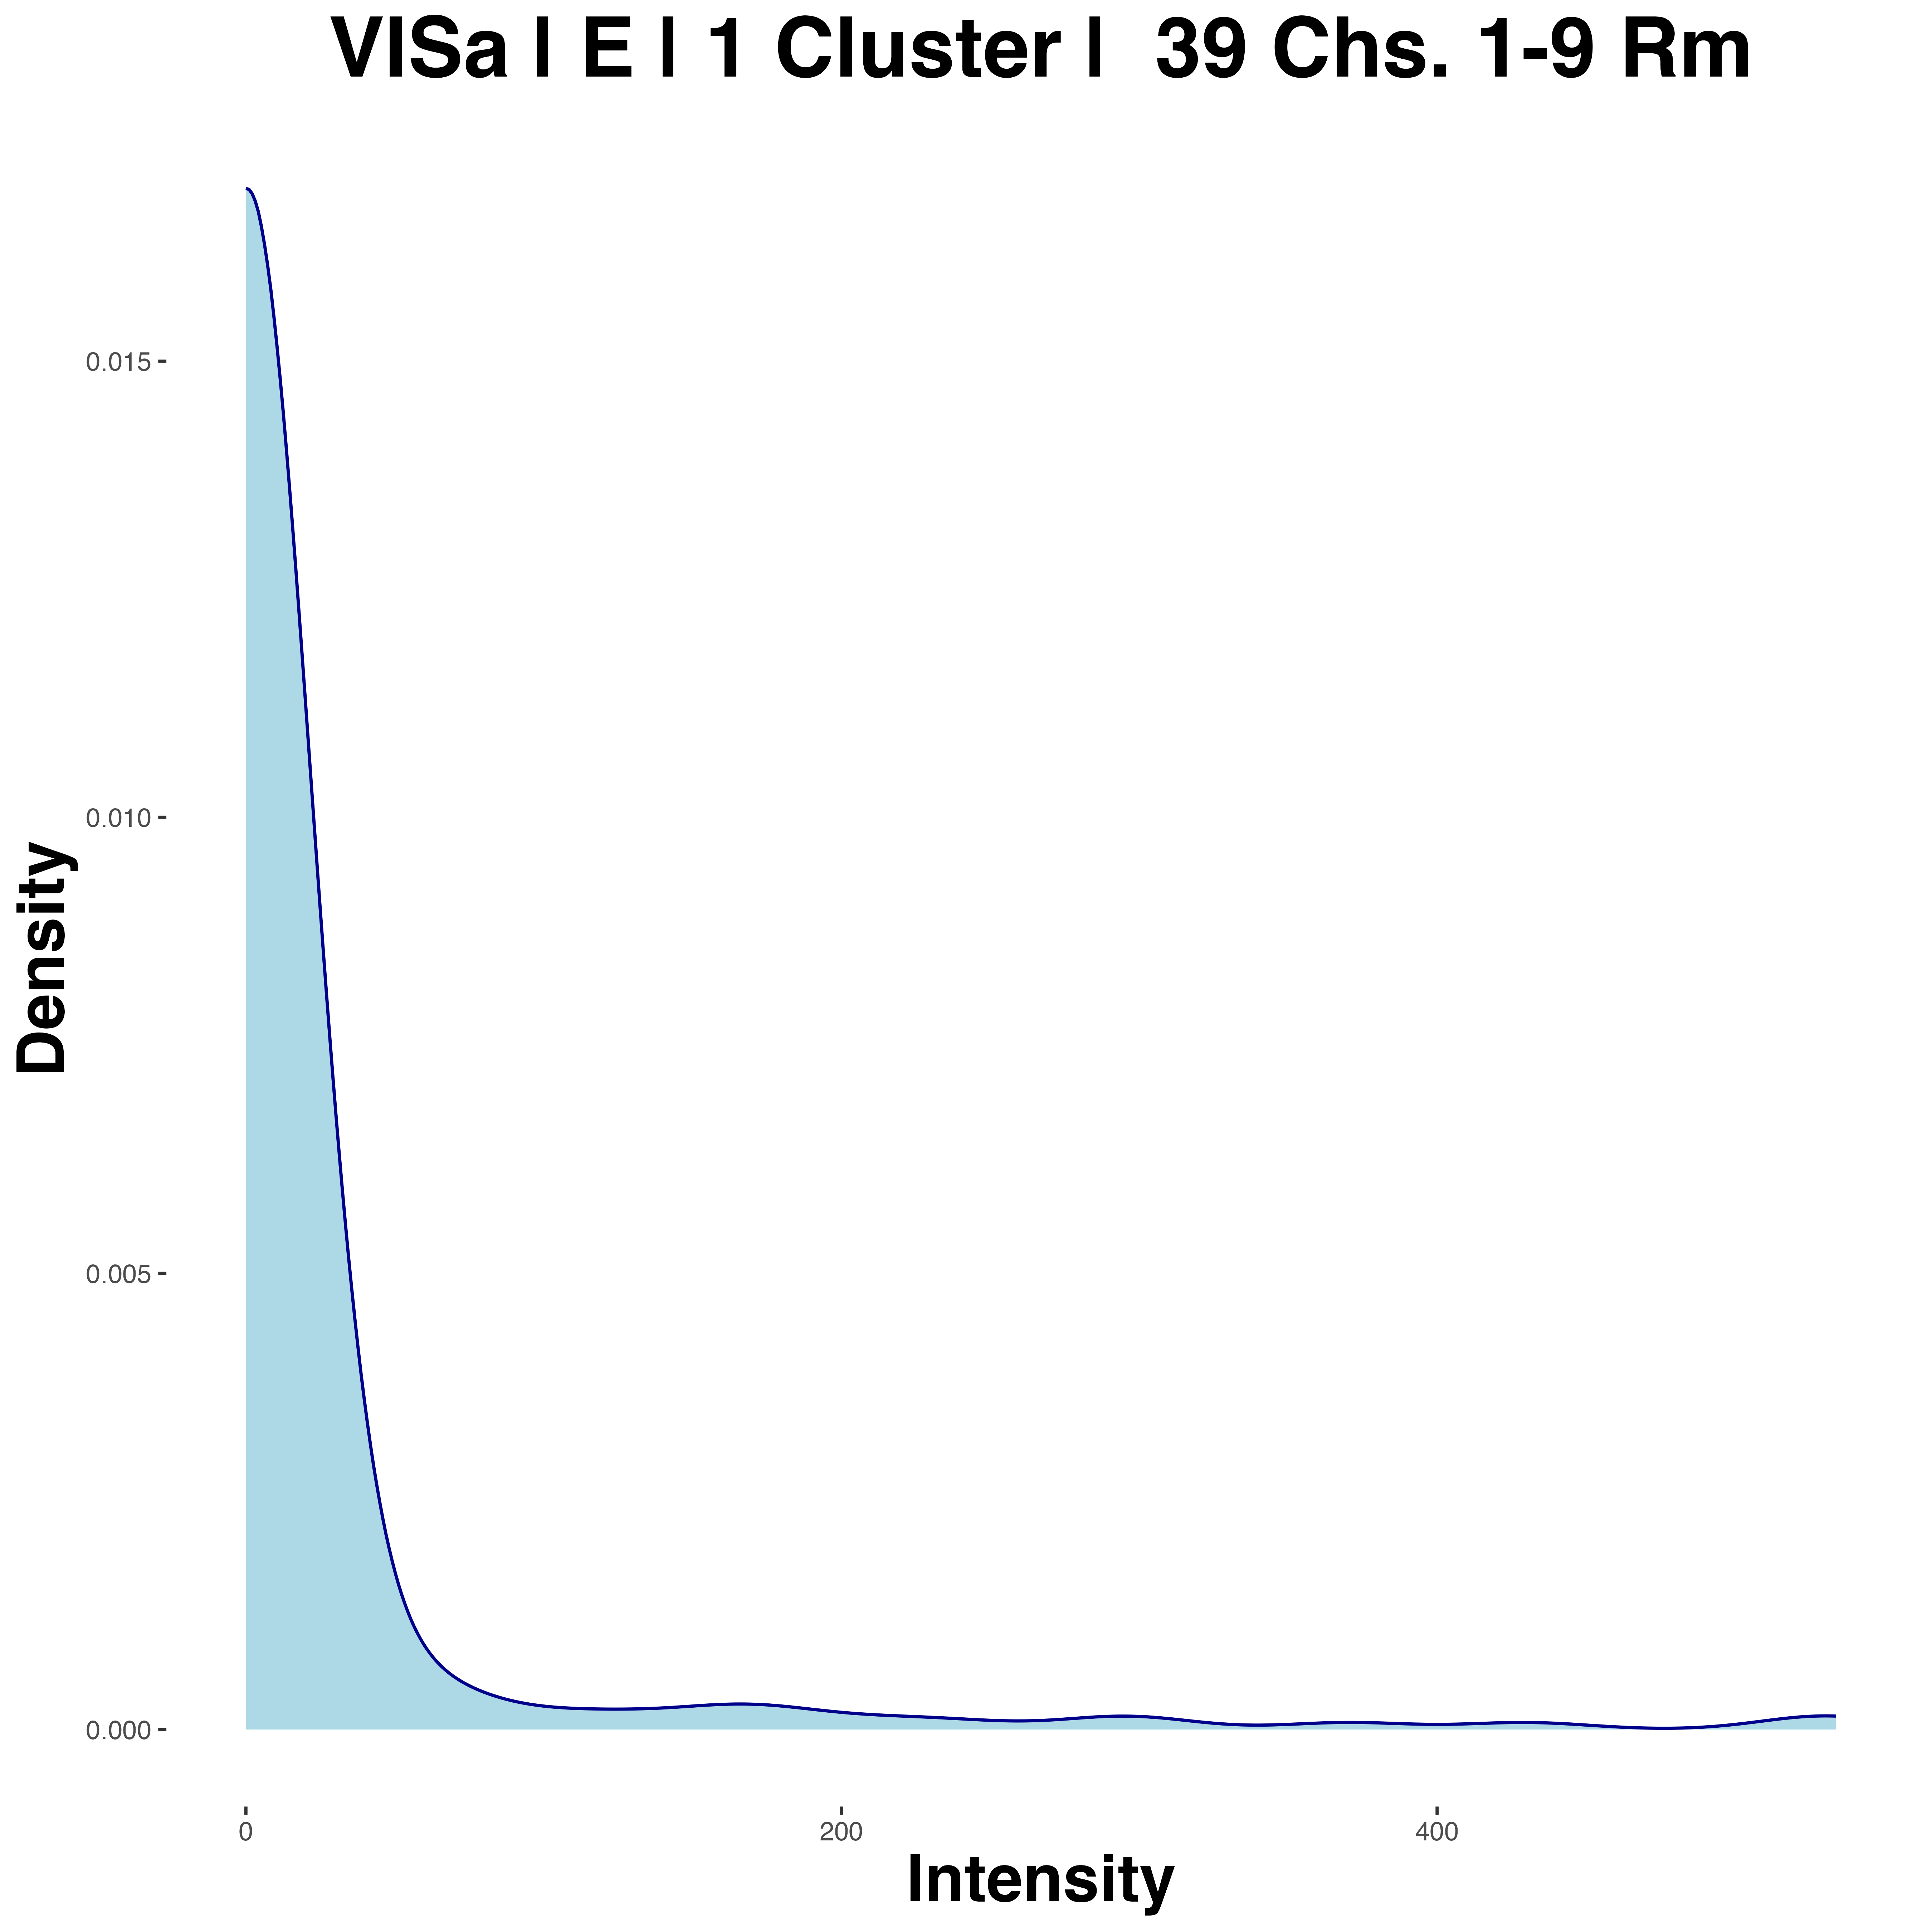 VISa | E | 1 Cluster | 39 Chs. 1-9 Rm
0.015
0.010
0.005
0.000
Density
0
200
400
Intensity